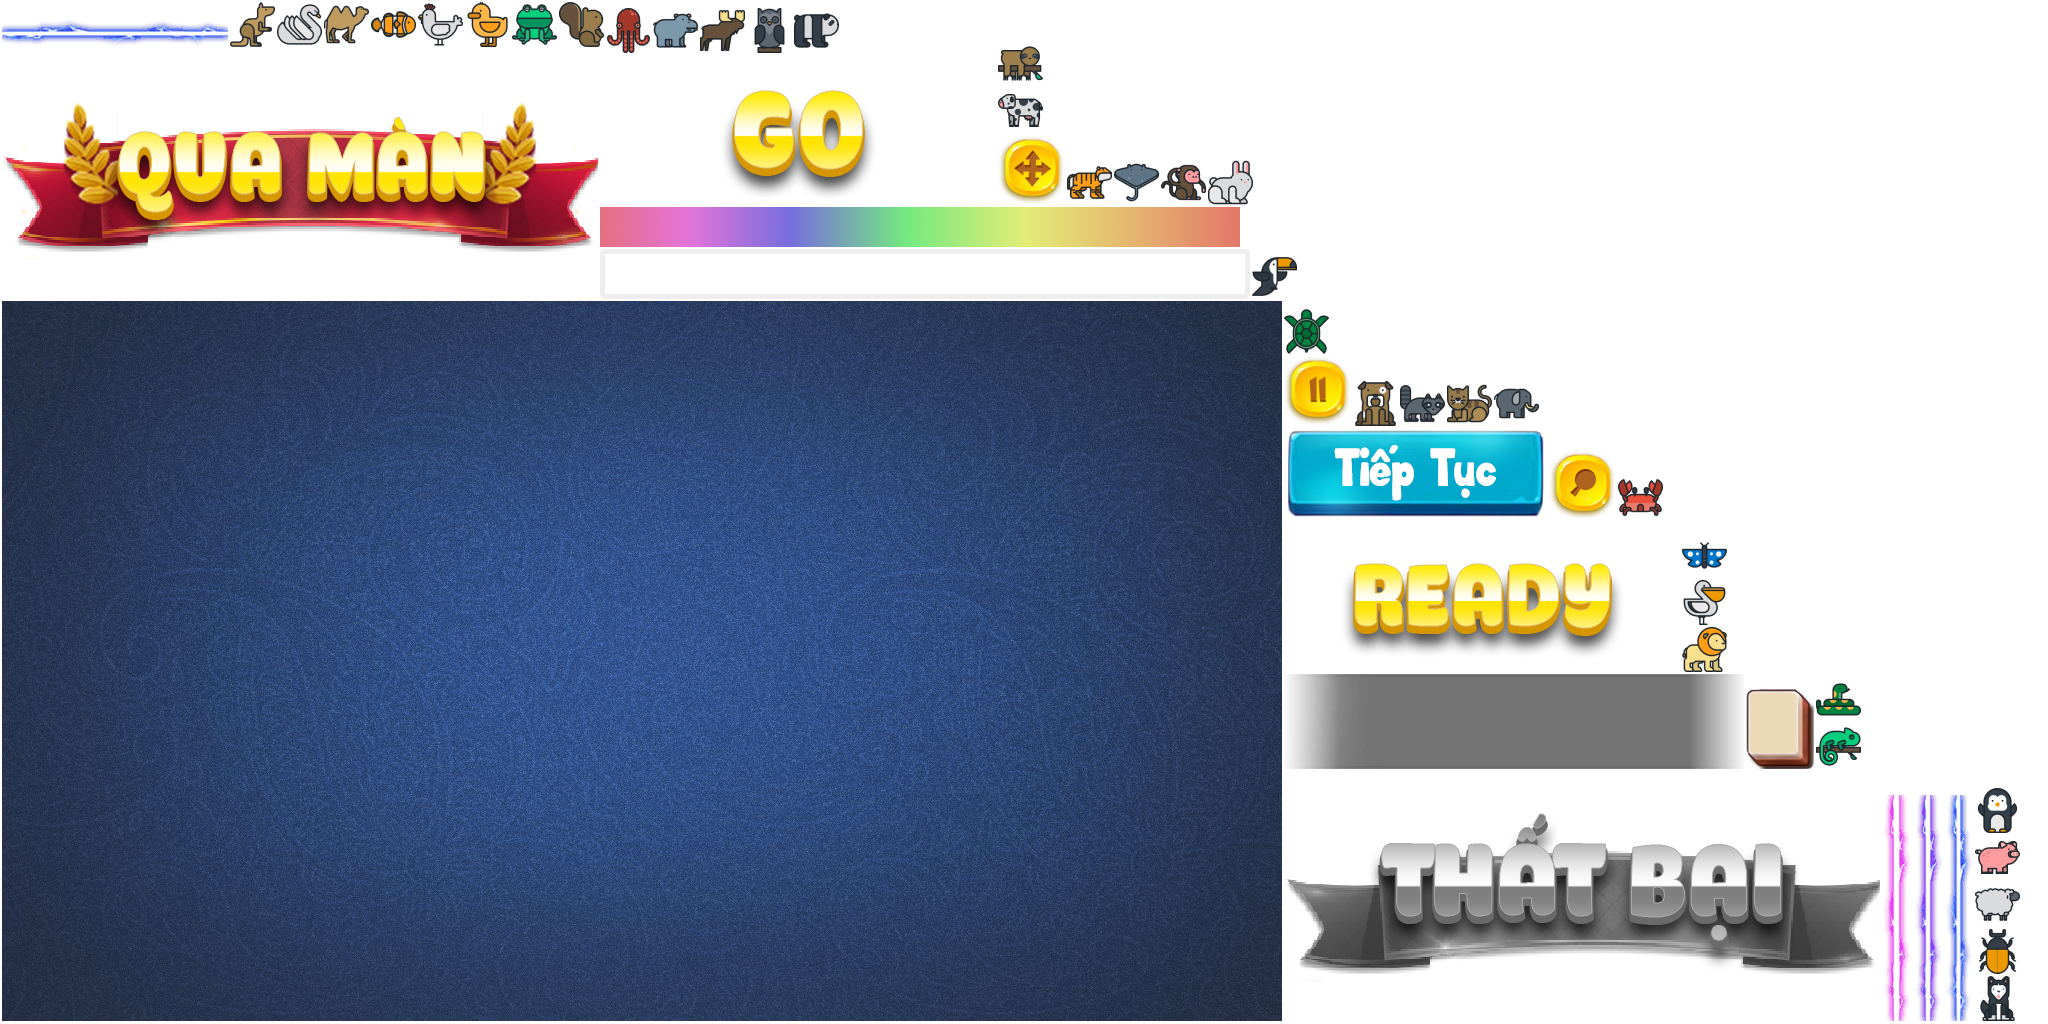 GO
QUA MÀN
Tiếp Tục
READY
THẤT BẠI